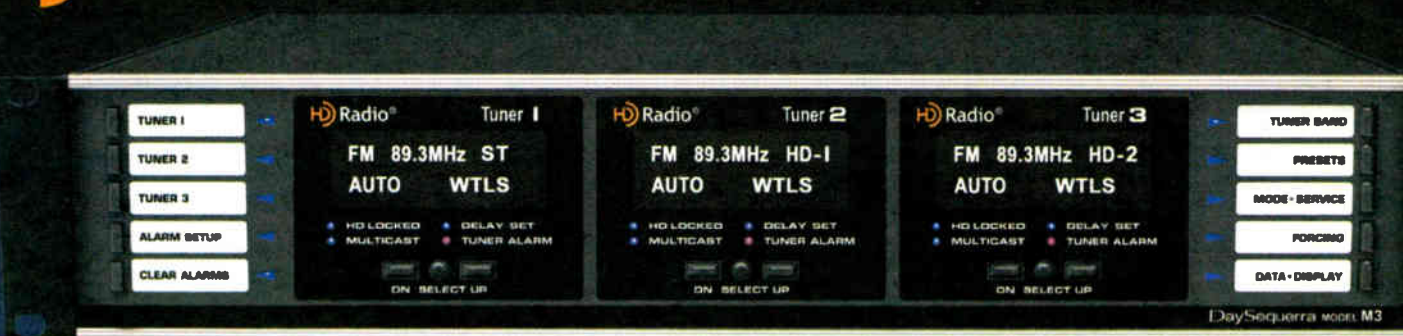 TUNER 1
TUNER 2
TUNER 3
ALARM SETUP
CLEAR ALARMS
HD Radio® Tuner 1
FM 89.3MHz ST
AUTO WTLS
HD LOCKED DELAY SET
MULTICAST TUNER ALARM
ON SELECT UP
HD Radio® Tuner 2
FM 89.3MHz HD-1
AUTO WTLS
HD LOCKED DELAY SET
MULTICAST TUNER ALARM
ON SELECT UP
HD Radio® Tuner 3
FM 89.3MHz HD-2
AUTO WTLS
HD LOCKED DELAY SET
MULTICAST TUNER ALARM
ON SELECT UP
TUNER BAND
PRESETS
MODE·SERVICE
FORCING
DATA·DISPLAY
DaySequerra MODEL M3